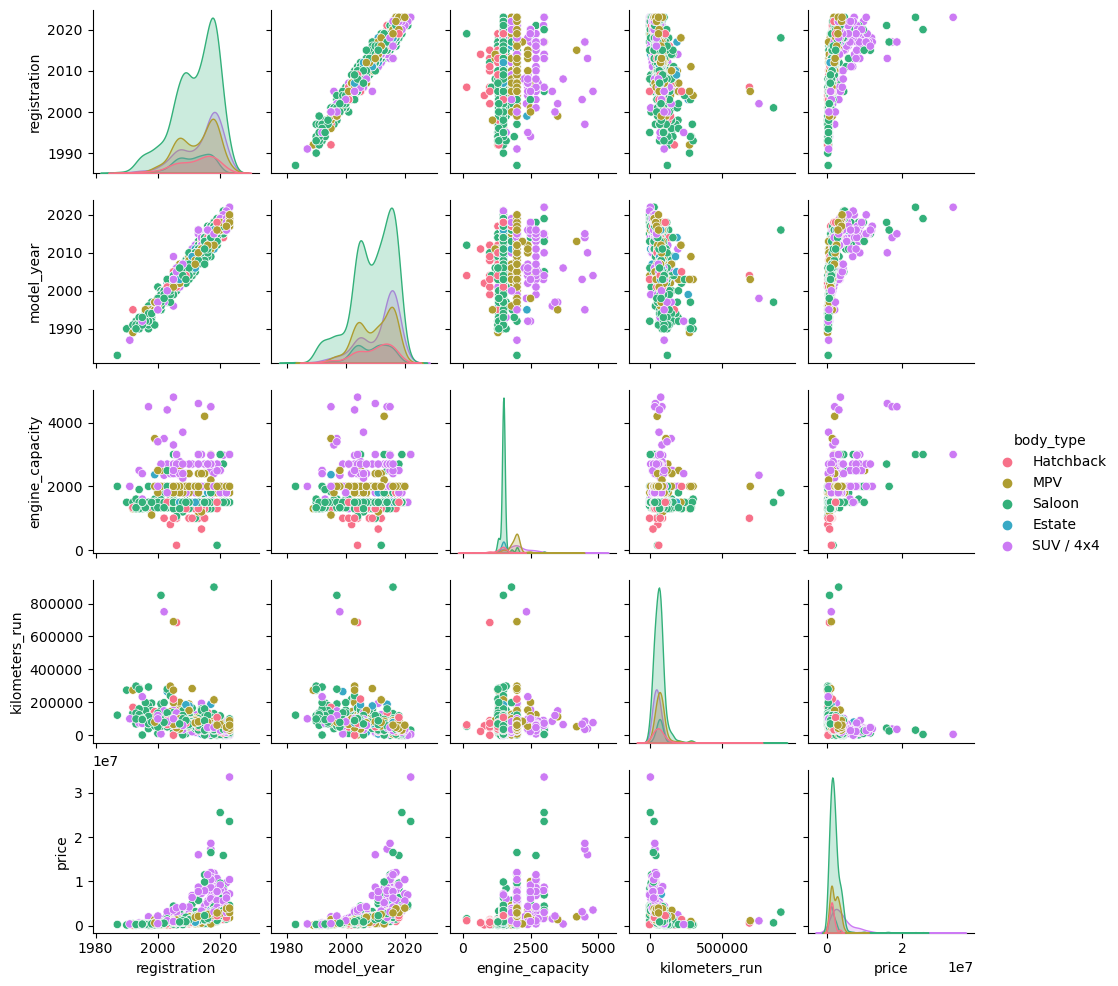 2020
2010
2000
1990
registration
2020
2010
2000
1990
model_year
4000
2000
0
engine_capacity
800000
600000
400000
200000
0
kilometers_run
1e7
3
2
1
0
price
1980
2000
2020
registration
1980
2000
2020
model_year
0
2500
5000
engine_capacity
0
5000000
kilometers_run
0
2
1e7
price
body_type
Hatchback
MPV
Saloon
Estate
SUV / 4x4